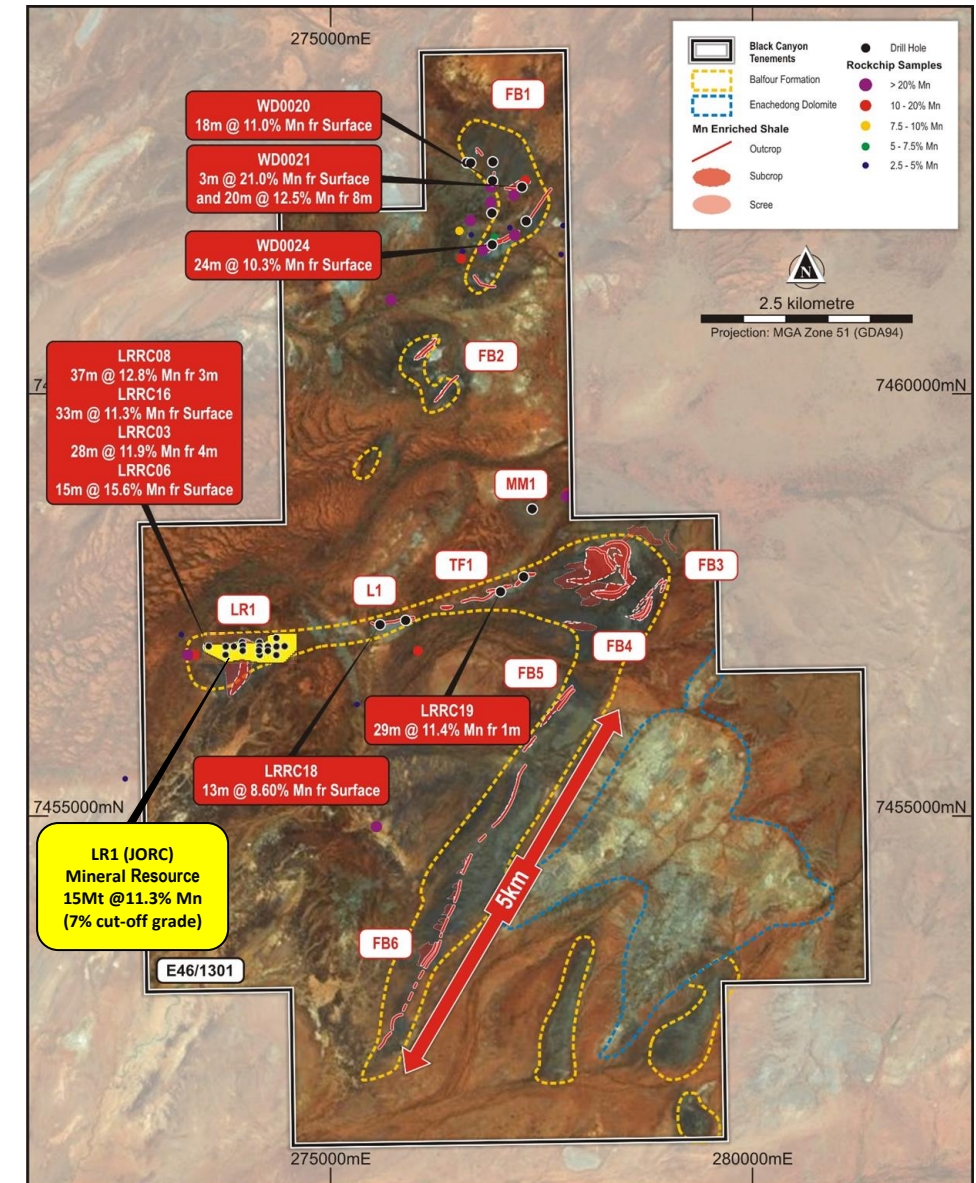 275000mE
Black Canyon
Tenements
Balfour Formation
Enachedong Dolomite
Mn Enriched Shale
Outcrop
Subcrop
Scree
Drill Hole
Rockchip Samples
> 20% Mn
10 - 20% Mn
7.5 - 10% Mn
5 - 7.5% Mn
2.5 - 5% Mn
N
2.5 kilometre
Projection: MGA Zone 51 (GDA94)
FB1
WD0020
18m @ 11.0% Mn fr Surface
WD0021
3m @ 21.0% Mn fr Surface
and 20m @ 12.5% Mn fr 8m
WD0024
24m @ 10.3% Mn fr Surface
FB2
LRRC08
37m @ 12.8% Mn fr 3m
LRRC16
33m @ 11.3% Mn fr Surface
LRRC03
28m @ 11.9% Mn fr 4m
LRRC06
15m @ 15.6% Mn fr Surface
74
7460000mN
MM1
TF1
FB3
L1
LR1
FB4
FB5
LRRC19
29m @ 11.4% Mn fr 1m
LRRC18
13m @ 8.60% Mn fr Surface
7455000mN
7455000mN
LR1 (JORC)
Mineral Resource
15Mt @11.3% Mn
(7% cut-off grade)
5km
FB6
E46/1301
275000mE
280000mE